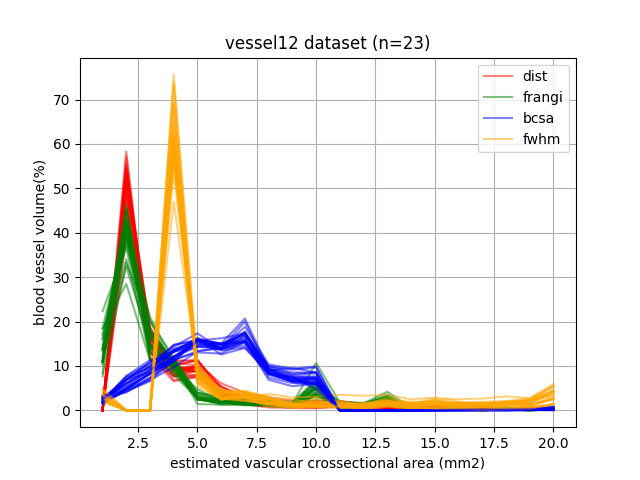 vessel12 dataset (n=23)
dist
frangi
bcsa
fwhm
blood vessel volume(%)
70
60
50
40
30
20
10
0
2.5 5.0 7.5 10.0 12.5 15.0 17.5 20.0
estimated vascular crossectional area (mm2)